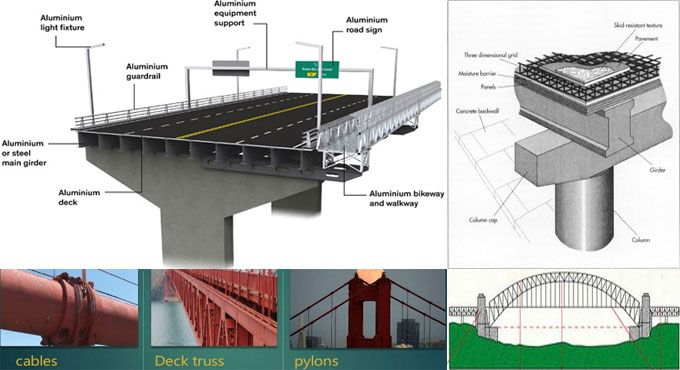 Aluminium
light fixture
Aluminium
equipment
support
Aluminium
road sign
Aluminium
guardrail
Aluminium
or steel
main girder
Aluminium
deck
Aluminium bikeway
and walkway
Skid-resistant texture
Pavement
Three dimensional grid
Moisture barrier
Panels
Concrete backwall
Girder
Column cap
Column
cables
Deck truss
pylons